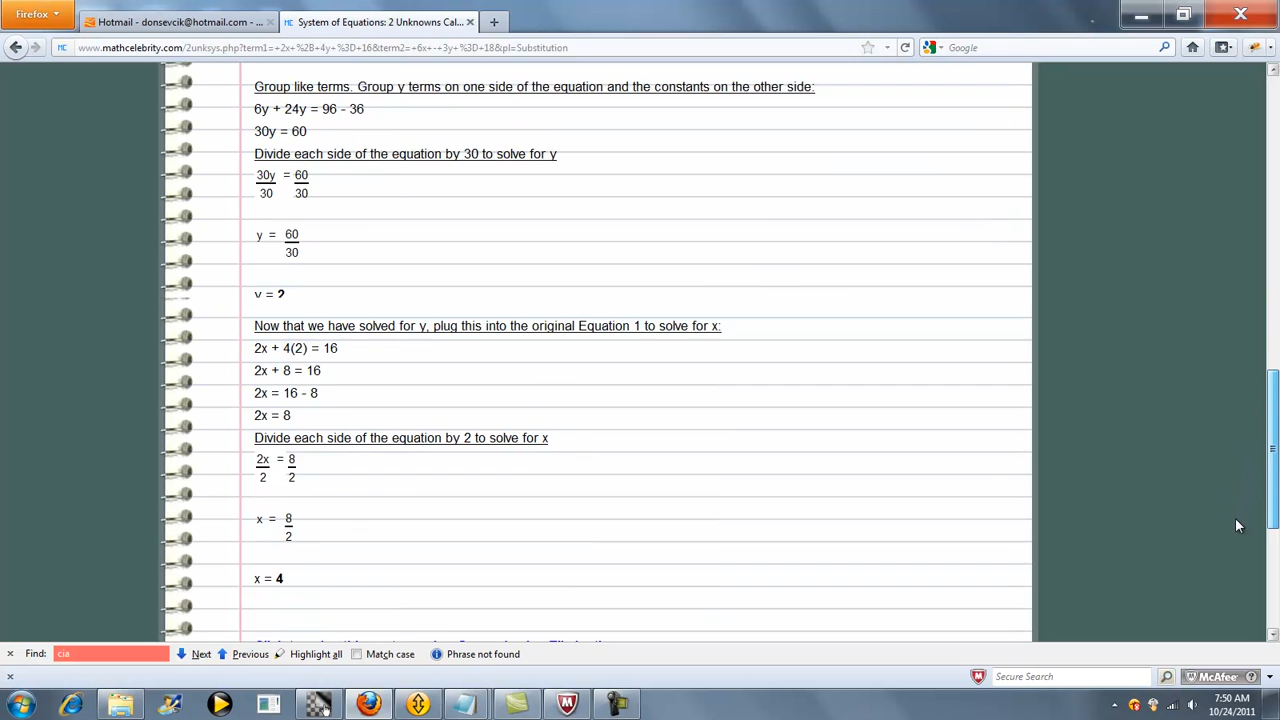 Firefox
Hotmail - donsevcik@hotmail.com - ...
MC System of Equations: 2 Unknowns Cal...
MC www.mathcelebrity.com/2unksys.php?term1=+2x+%2B+4y+%3D+16&term2=+6x+-+3y+%3D+18&pl=Substitution
Google
Group like terms. Group y terms on one side of the equation and the constants on the other side:
6y + 24y = 96 - 36
30y = 60
Divide each side of the equation by 30 to solve for y
30y = 60
30 30
y = 60
30
y = 2
Now that we have solved for y, plug this into the original Equation 1 to solve for x:
2x + 4(2) = 16
2x + 8 = 16
2x = 16 - 8
2x = 8
Divide each side of the equation by 2 to solve for x
2x = 8
2 2
x = 8
2
x = 4
Find: cia Next Previous Highlight all Match case Phrase not found
Secure Search McAfee
7:50 AM
10/24/2011